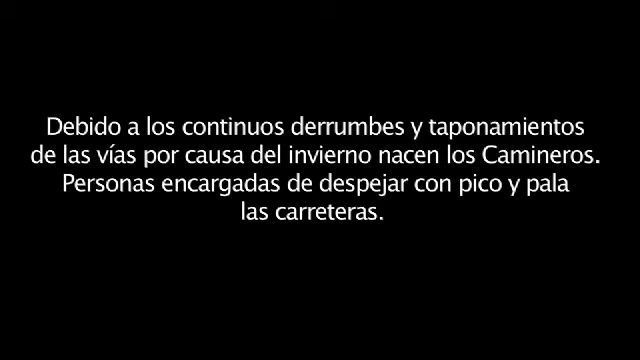 Debido a los continuos derrumbes y taponamientos
de las vías por causa del invierno nacen los Camineros.
Personas encargadas de despejar con pico y pala
las carreteras.